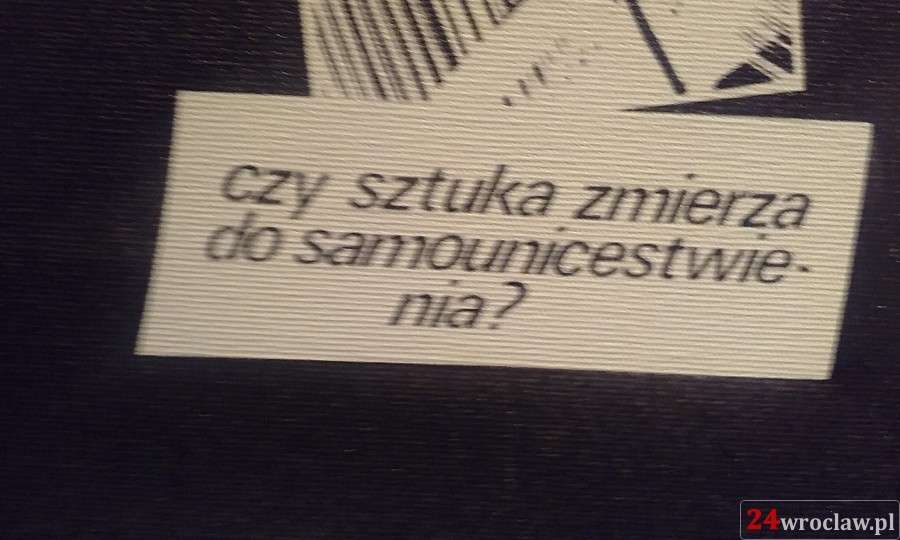 czy sztuka zmierza
do samounicestwie-
nia?
24wroclaw.pl